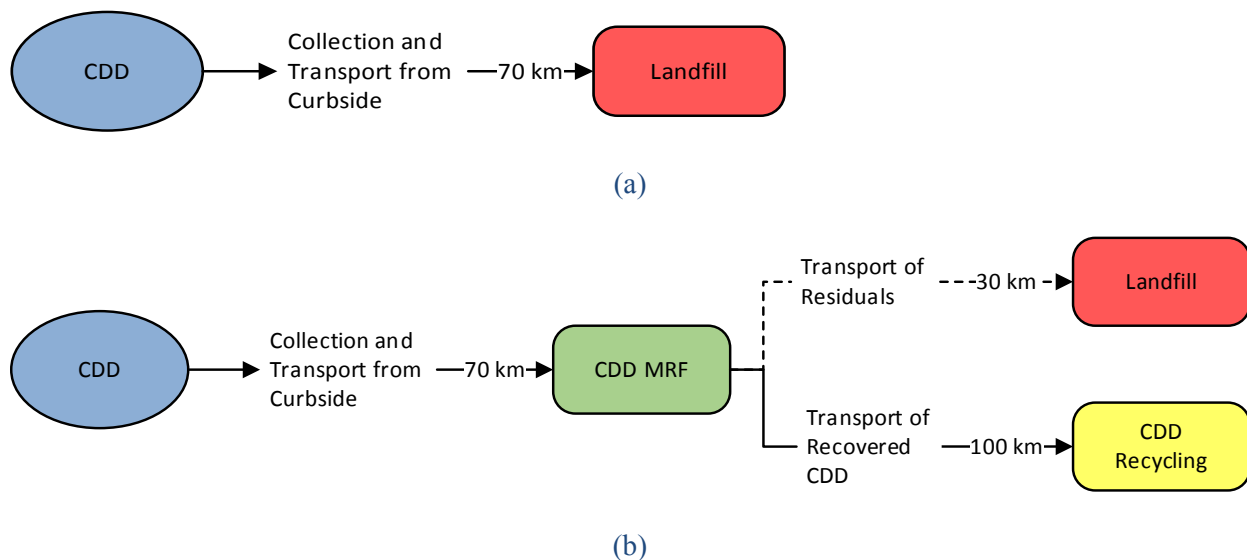 CDD
Collection and
Transport from
Curbside
70 km
Landfill
(a)
CDD
Collection and
Transport from
Curbside
70 km
CDD MRF
Transport of
Residuals
30 km
Landfill
Transport of
Recovered
CDD
100 km
CDD
Recycling
(b)